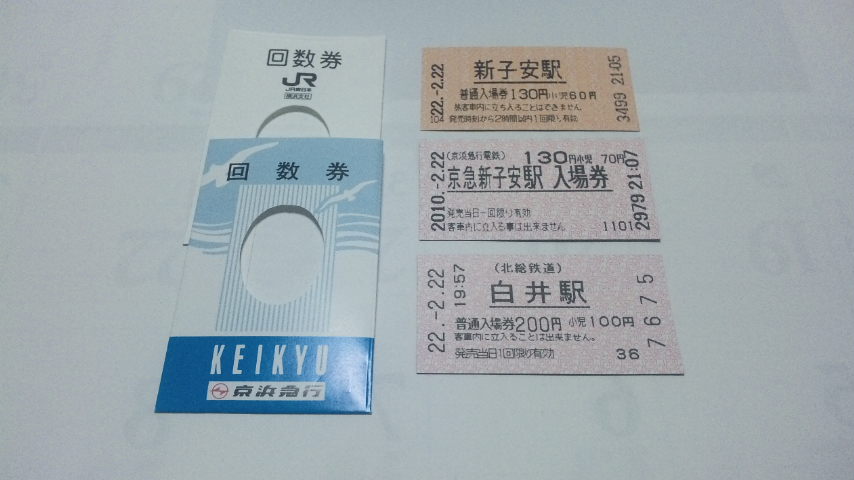 回数券
JR
JR東日本
回数券
KEIKYU
京浜急行
新子安駅
普通入場券130円小児60円
旅客車内に立ち入ることはできません。
発売時刻から2時間以内1回限り有効
22.-2.22
3499 21:05
(京浜急行電鉄) 130円小児 70円
京急新子安駅 入場券
発売当日一回限り有効
客車内に立入る事は出来ません 1101
2010.-2.22
2979 21:07
(北総鉄道)
白井駅
普通入場券200円 小児100円
客車内に立入ることは出来ません。
発売当日1回限り有効 36
22.-2.22
19:57
7675